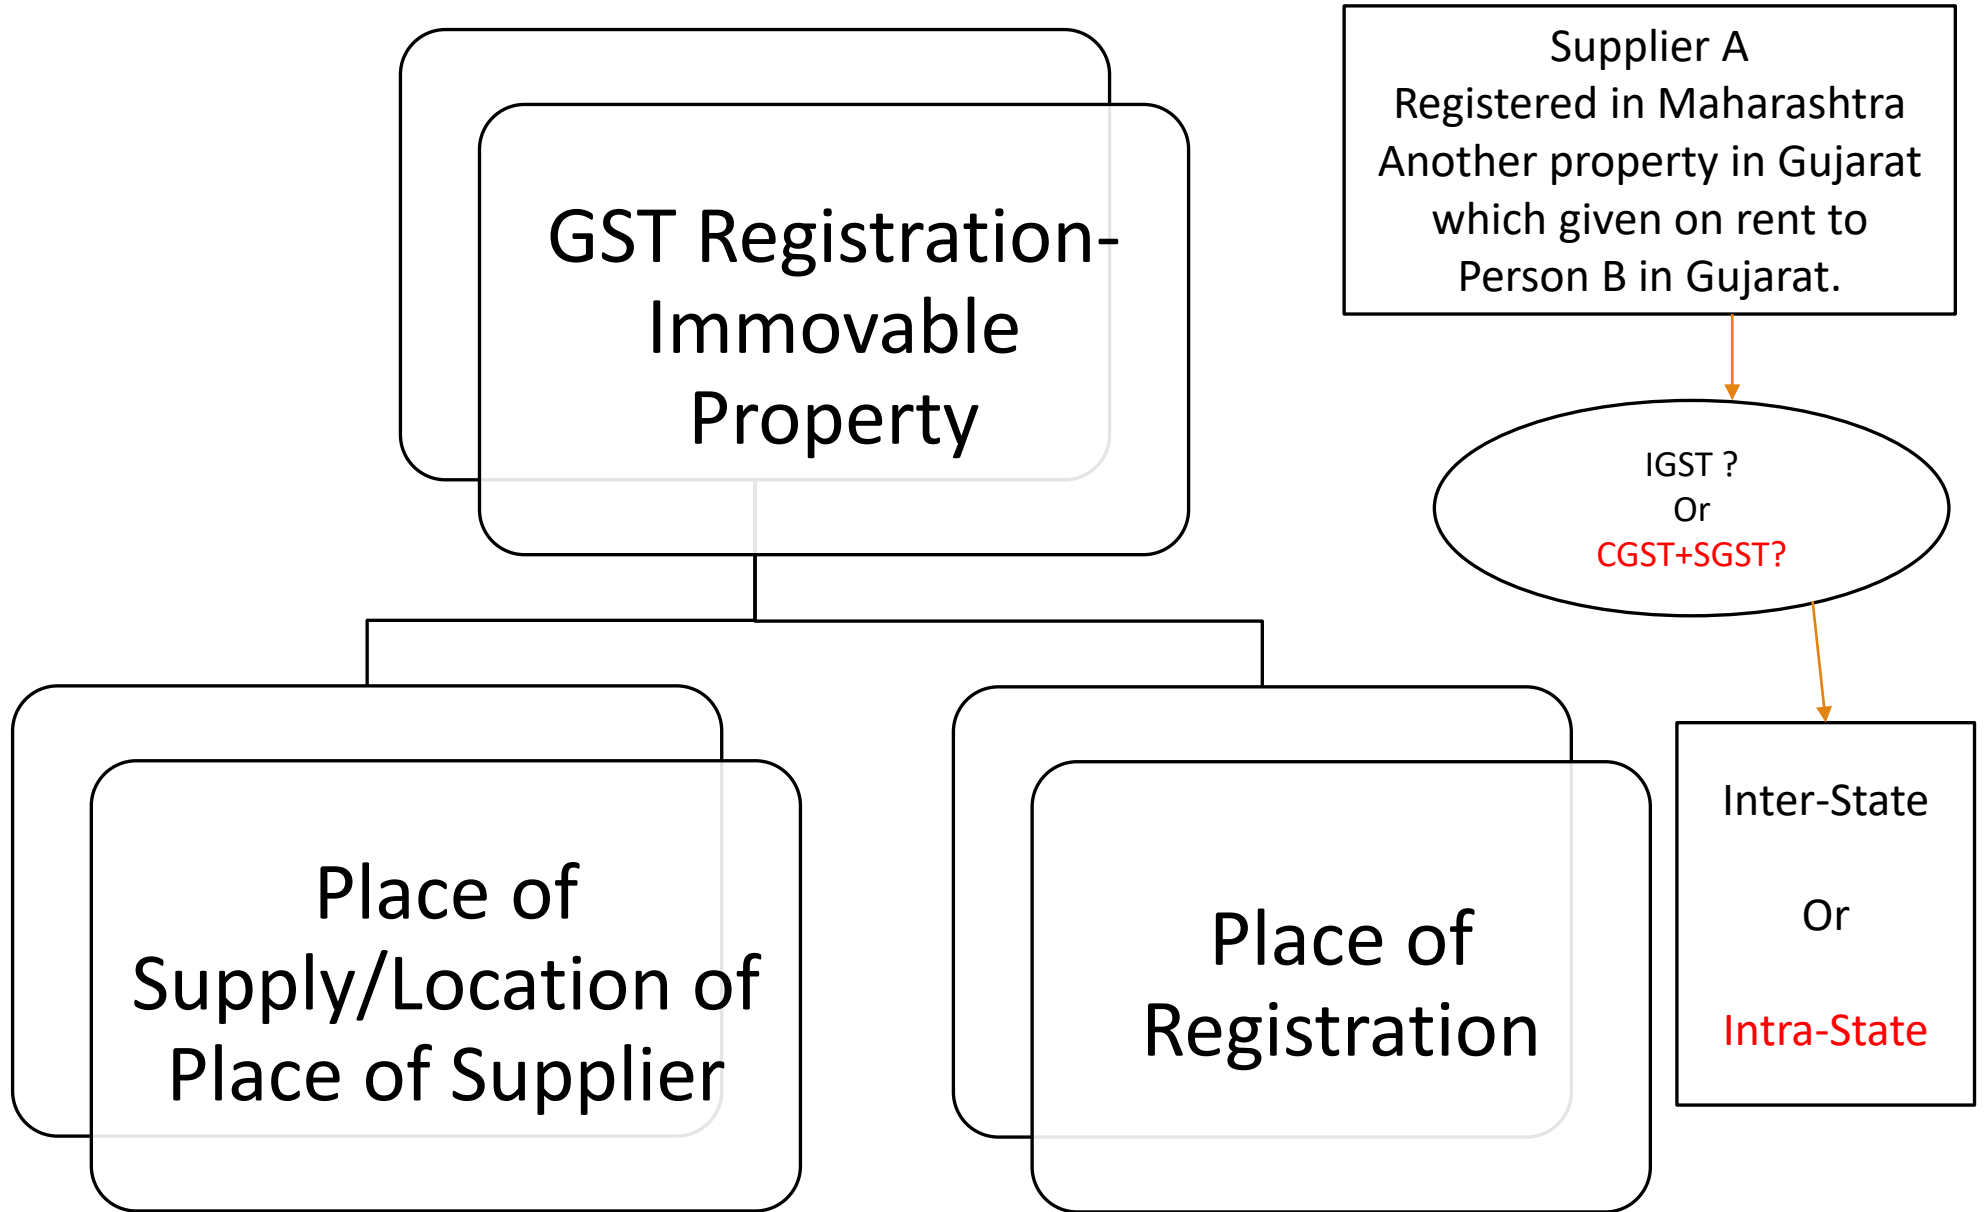 GST Registration-
Immovable
Property
Place of
Supply/Location of
Place of Supplier
Place of
Registration
Supplier A
Registered in Maharashtra
Another property in Gujarat
which given on rent to
Person B in Gujarat.
IGST ?
Or
CGST+SGST?
Inter-State
Or
Intra-State